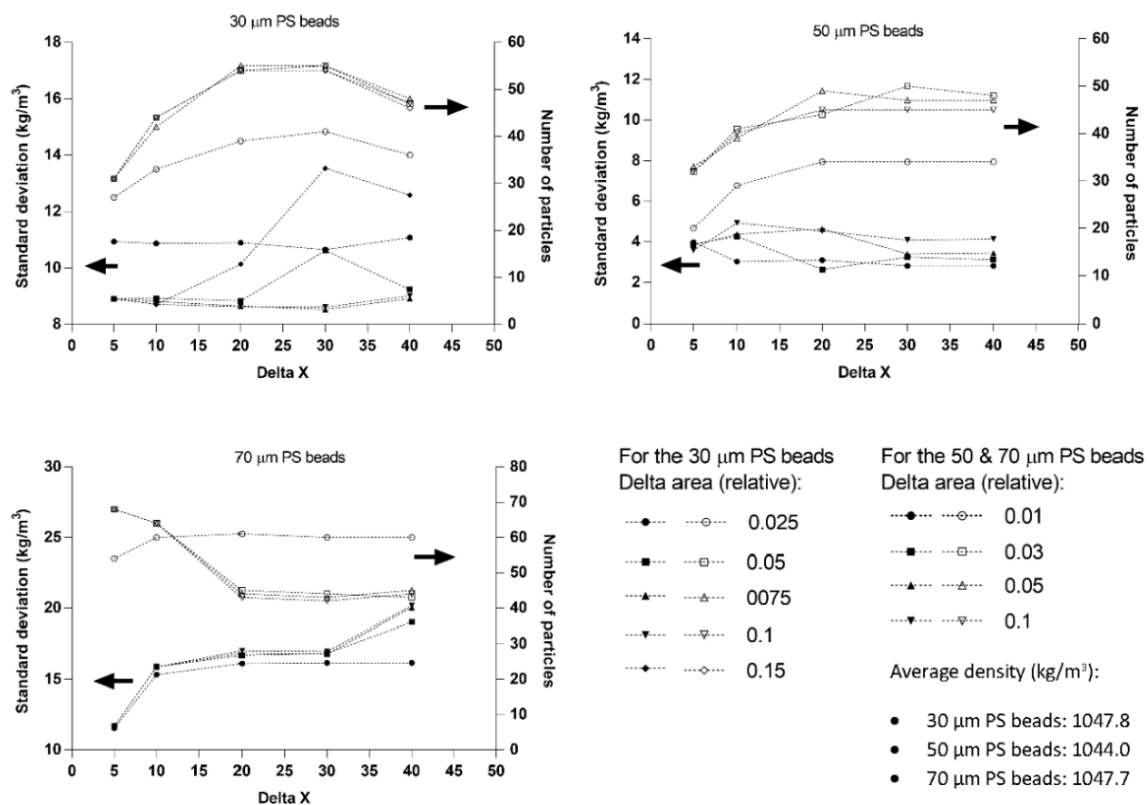 30 µm PS beads
Standard deviation (kg/m³)
18
16
14
12
10
8
60
50
40
30
20
10
0
Number of particles
0 5 10 15 20 25 30 35 40 45 50
Delta X
50 µm PS beads
Standard deviation (kg/m³)
14
12
10
8
6
4
2
0
60
50
40
30
20
10
0
Number of particles
0 5 10 15 20 25 30 35 40 45 50
Delta X
70 µm PS beads
Standard deviation (kg/m³)
30
25
20
15
10
80
70
60
50
40
30
20
10
0
Number of particles
0 5 10 15 20 25 30 35 40 45 50
Delta X
For the 30 µm PS beads
Delta area (relative):
0.025
0.05
0075
0.1
0.15
For the 50 & 70 µm PS beads
Delta area (relative):
0.01
0.03
0.05
0.1
Average density (kg/m³):
• 30 µm PS beads: 1047.8
• 50 µm PS beads: 1044.0
• 70 µm PS beads: 1047.7